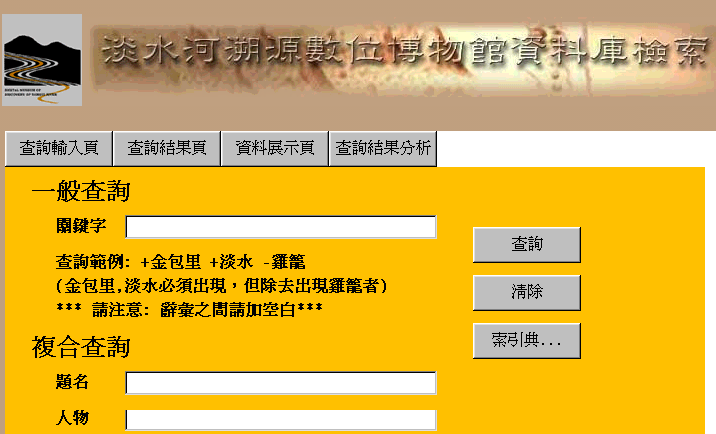 淡水河溯源數位博物館資料庫檢索
查詢輸入頁 查詢結果頁 資料展示頁 查詢結果分析
一般查詢
關鍵字
查詢
查詢範例: +金包里 +淡水 -雞籠
(金包里,淡水必須出現，但除去出現雞籠者)
*** 請注意: 辭彙之間請加空白***
清除
索引典...
複合查詢
題名
人物